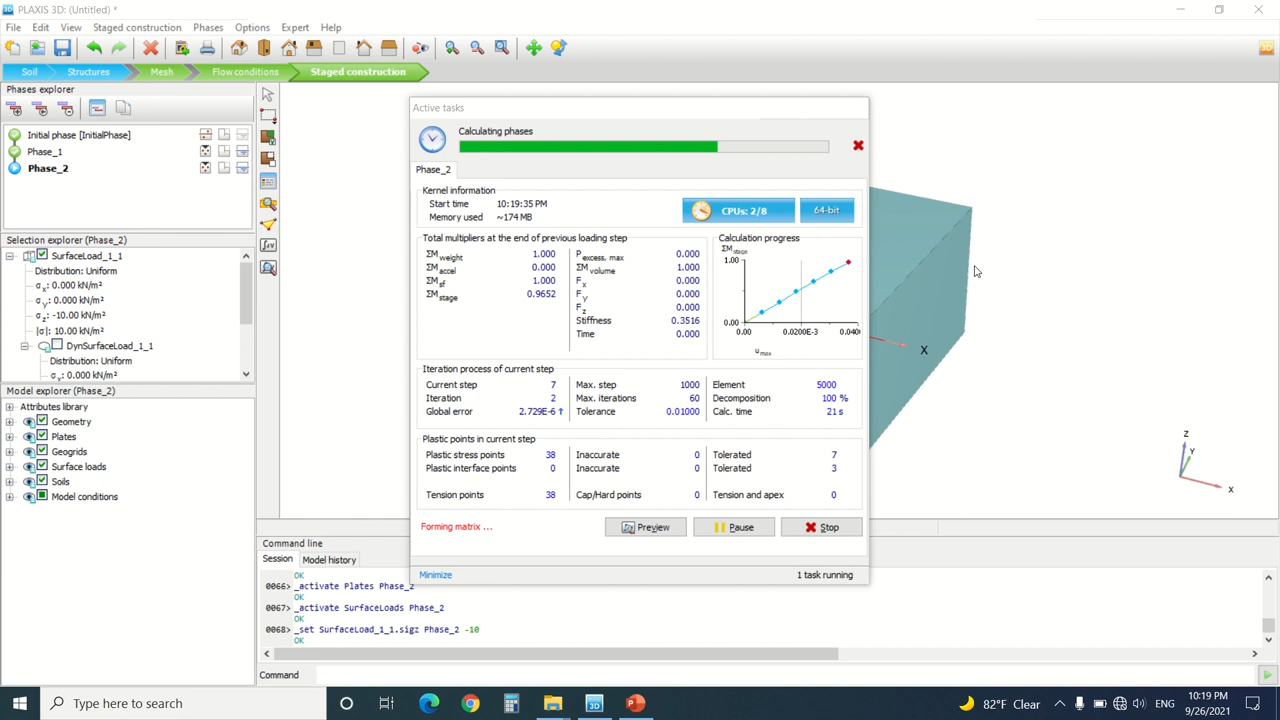 PLAXIS 3D: (Untitled) *
File Edit View Staged construction Phases Options Expert Help
Soil Structures Mesh Flow conditions Staged construction
Phases explorer
Initial phase [InitialPhase]
Phase_1
Phase_2
Selection explorer (Phase_2)
SurfaceLoad_1_1
Distribution: Uniform
σx: 0.000 kN/m²
σy: 0.000 kN/m²
σz: -10.00 kN/m²
|σ|: 10.00 kN/m²
DynSurfaceLoad_1_1
Distribution: Uniform
σx: 0.000 kN/m²
Model explorer (Phase_2)
Attributes library
Geometry
Plates
Geogrids
Surface loads
Soils
Model conditions
Active tasks
Calculating phases
Phase_2
Kernel information
Start time 10:19:35 PM
Memory used ~174 MB
CPUs: 2/8
64-bit
Total multipliers at the end of previous loading step
ΣMweight 1.000 Pexcess, max 0.000
ΣMaccel 0.000 ΣMvolume 1.000
ΣMsf 1.000 Fx 0.000
ΣMstage 0.9652 Fy 0.000
Fz 0.000
Stiffness 0.3516
Time 0.000
Calculation progress
ΣMstage
1.00
0.00
0.00 0.0200E-3 0.040
umax
Iteration process of current step
Current step 7 Max. step 1000 Element 5000
Iteration 2 Max. iterations 60 Decomposition 100 %
Global error 2.729E-6 ↑ Tolerance 0.01000 Calc. time 21 s
Plastic points in current step
Plastic stress points 38 Inaccurate 0 Tolerated 7
Plastic interface points 0 Inaccurate 0 Tolerated 3
Tension points 38 Cap/Hard points 0 Tension and apex 0
Forming matrix ... Preview Pause Stop
Minimize 1 task running
X
Z
Y
X
Command line
Session Model history
OK
0066> _activate Plates Phase_2
OK
0067> _activate SurfaceLoads Phase_2
OK
0068> _set SurfaceLoad_1_1.sigz Phase_2 -10
OK
Command
Type here to search
3D
82°F Clear
ENG
10:19 PM
9/26/2021